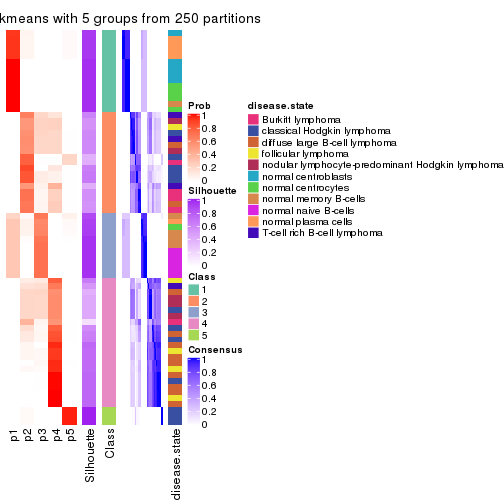 kmeans with 5 groups from 250 partitions
Prob
1
0.8
0.6
0.4
0.2
0
Silhouette
1
0.8
0.6
0.4
0.2
0
Class
1
2
3
4
5
Consensus
1
0.8
0.6
0.4
0.2
0
disease.state
Burkitt lymphoma
classical Hodgkin lymphoma
diffuse large B-cell lymphoma
follicular lymphoma
nodular lymphocyte-predominant Hodgkin lymphoma
normal centroblasts
normal centrocytes
normal memory B-cells
normal naive B-cells
normal plasma cells
T-cell rich B-cell lymphoma
p1
p2
p3
p4
p5
Silhouette
Class
disease.state